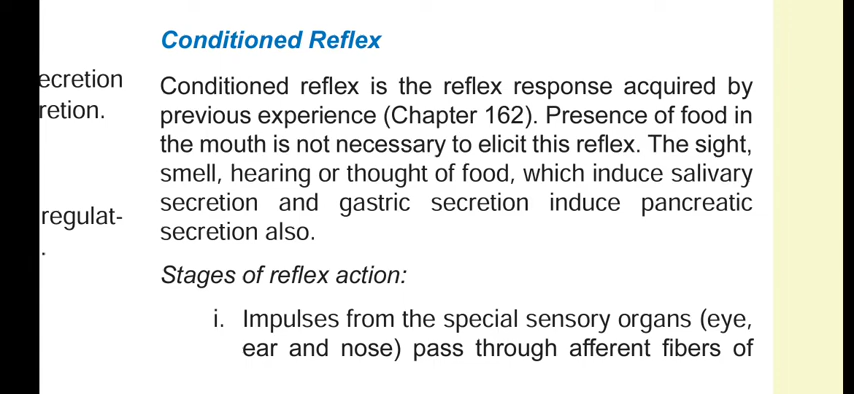 ecretion
retion.
regulat-
.
Conditioned Reflex
Conditioned reflex is the reflex response acquired by
previous experience (Chapter 162). Presence of food in
the mouth is not necessary to elicit this reflex. The sight,
smell, hearing or thought of food, which induce salivary
secretion and gastric secretion induce pancreatic
secretion also.
Stages of reflex action:
i. Impulses from the special sensory organs (eye,
ear and nose) pass through afferent fibers of